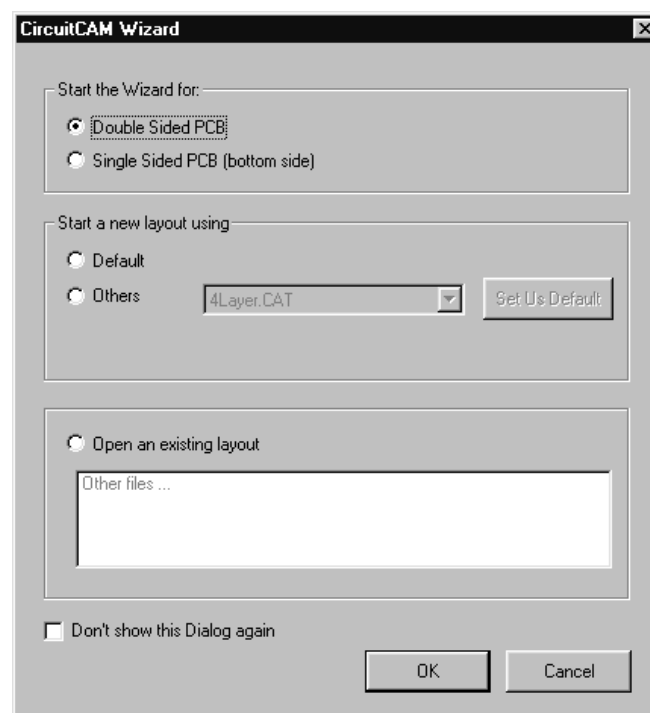 CircuitCAM Wizard
Start the Wizard for:
Double Sided PCB
Single Sided PCB (bottom side)
Start a new layout using
Default
Others
4Layer.CAT
Set Us Default
Open an existing layout
Other files ...
Don't show this Dialog again
OK
Cancel